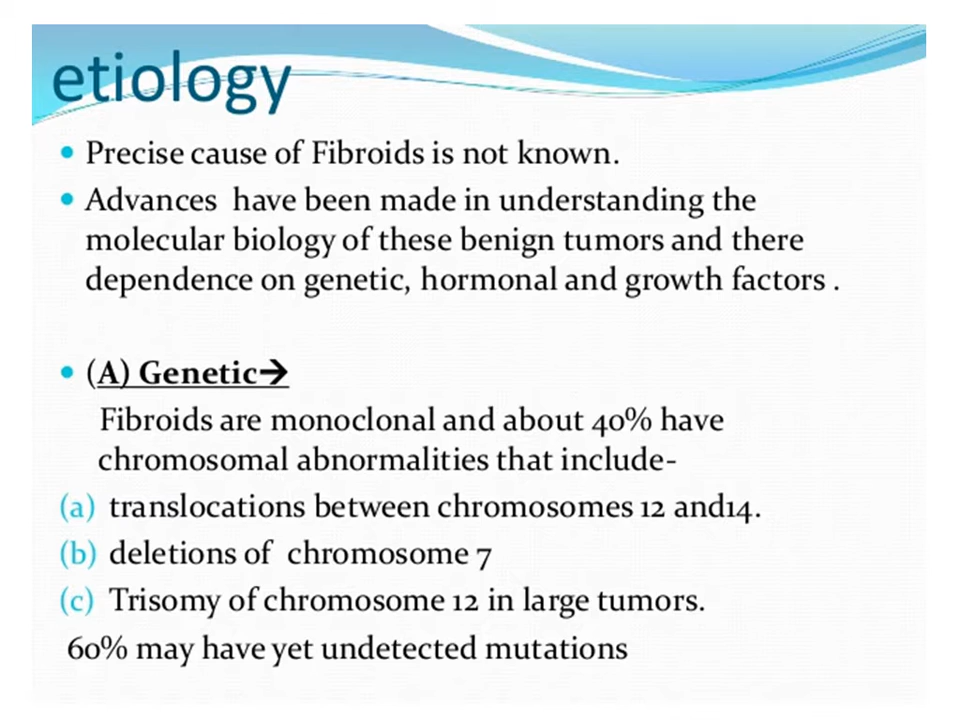 etiology
• Precise cause of Fibroids is not known.
• Advances  have been made in understanding the
molecular biology of these benign tumors and there
dependence on genetic, hormonal and growth factors .
• (A) Genetic→
Fibroids are monoclonal and about 40% have
chromosomal abnormalities that include-
(a) translocations between chromosomes 12 and14.
(b) deletions of  chromosome 7
(c) Trisomy of chromosome 12 in large tumors.
60% may have yet undetected mutations